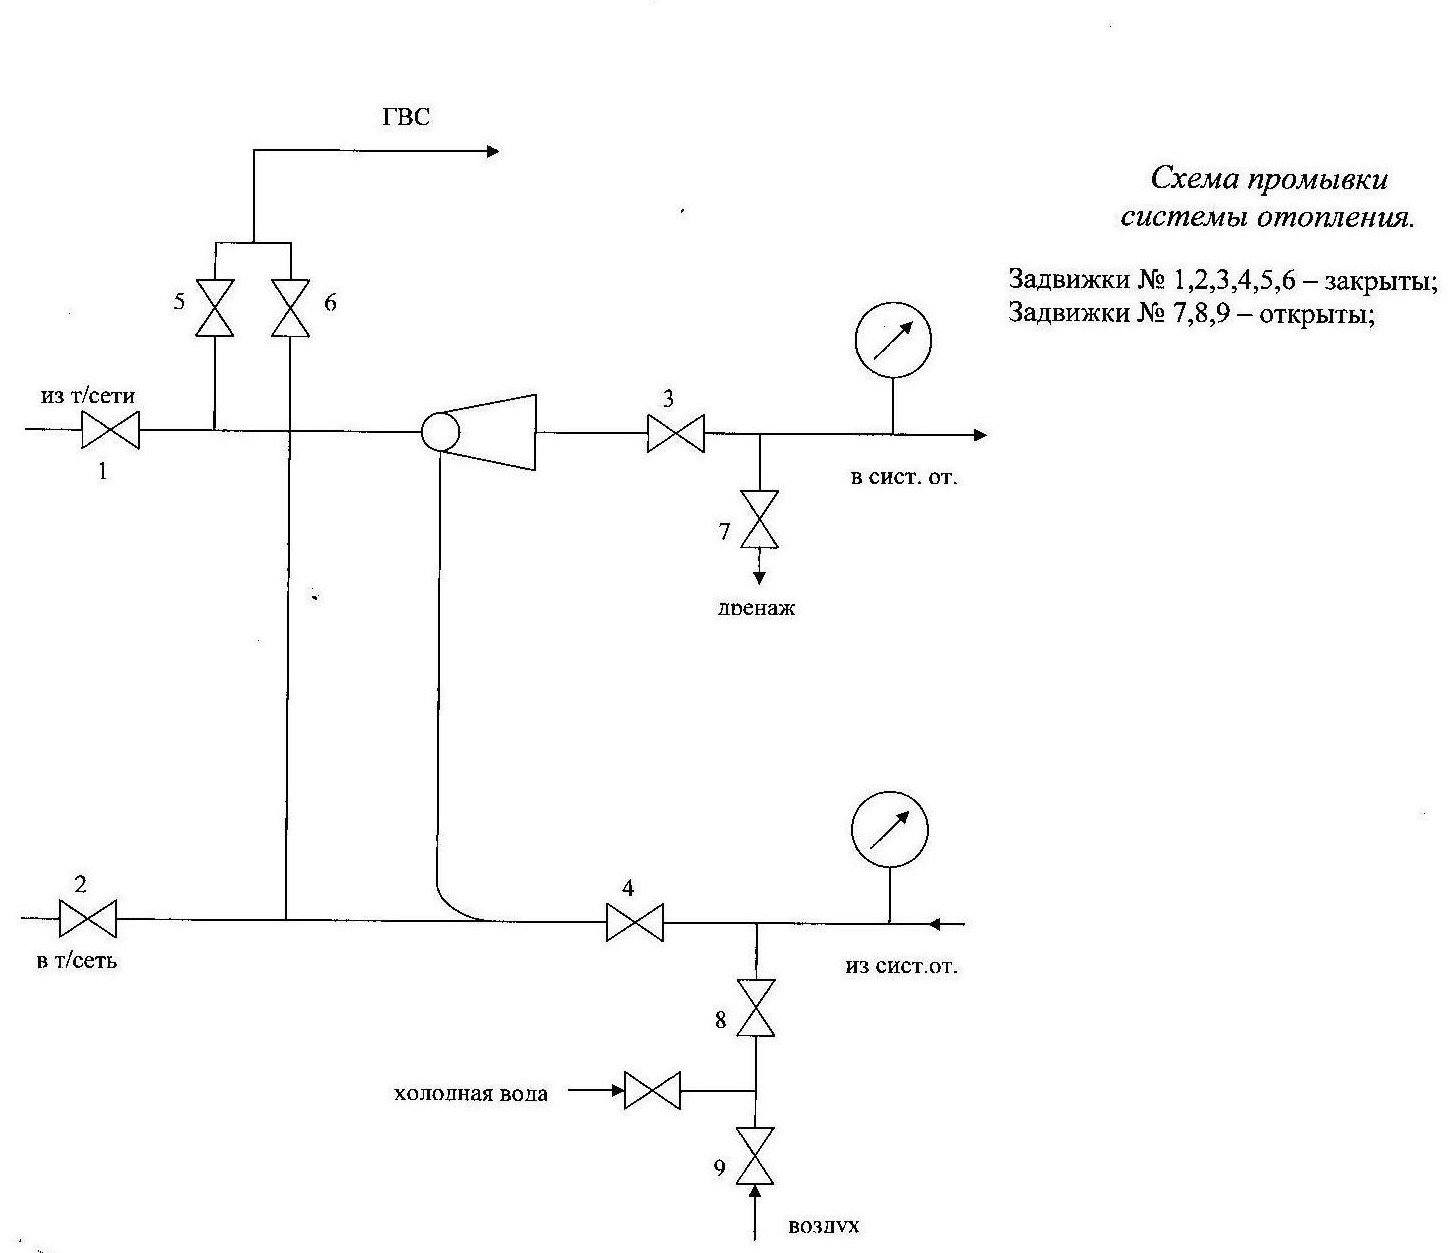 ГВС
Схема промывки
системы отопления.
Задвижки № 1,2,3,4,5,6 – закрыты;
Задвижки № 7,8,9 – открыты;
5
6
из т/сети
1
3
в сист. от.
7
дренаж
2
в т/сеть
4
из сист.от.
8
холодная вода
9
воздух